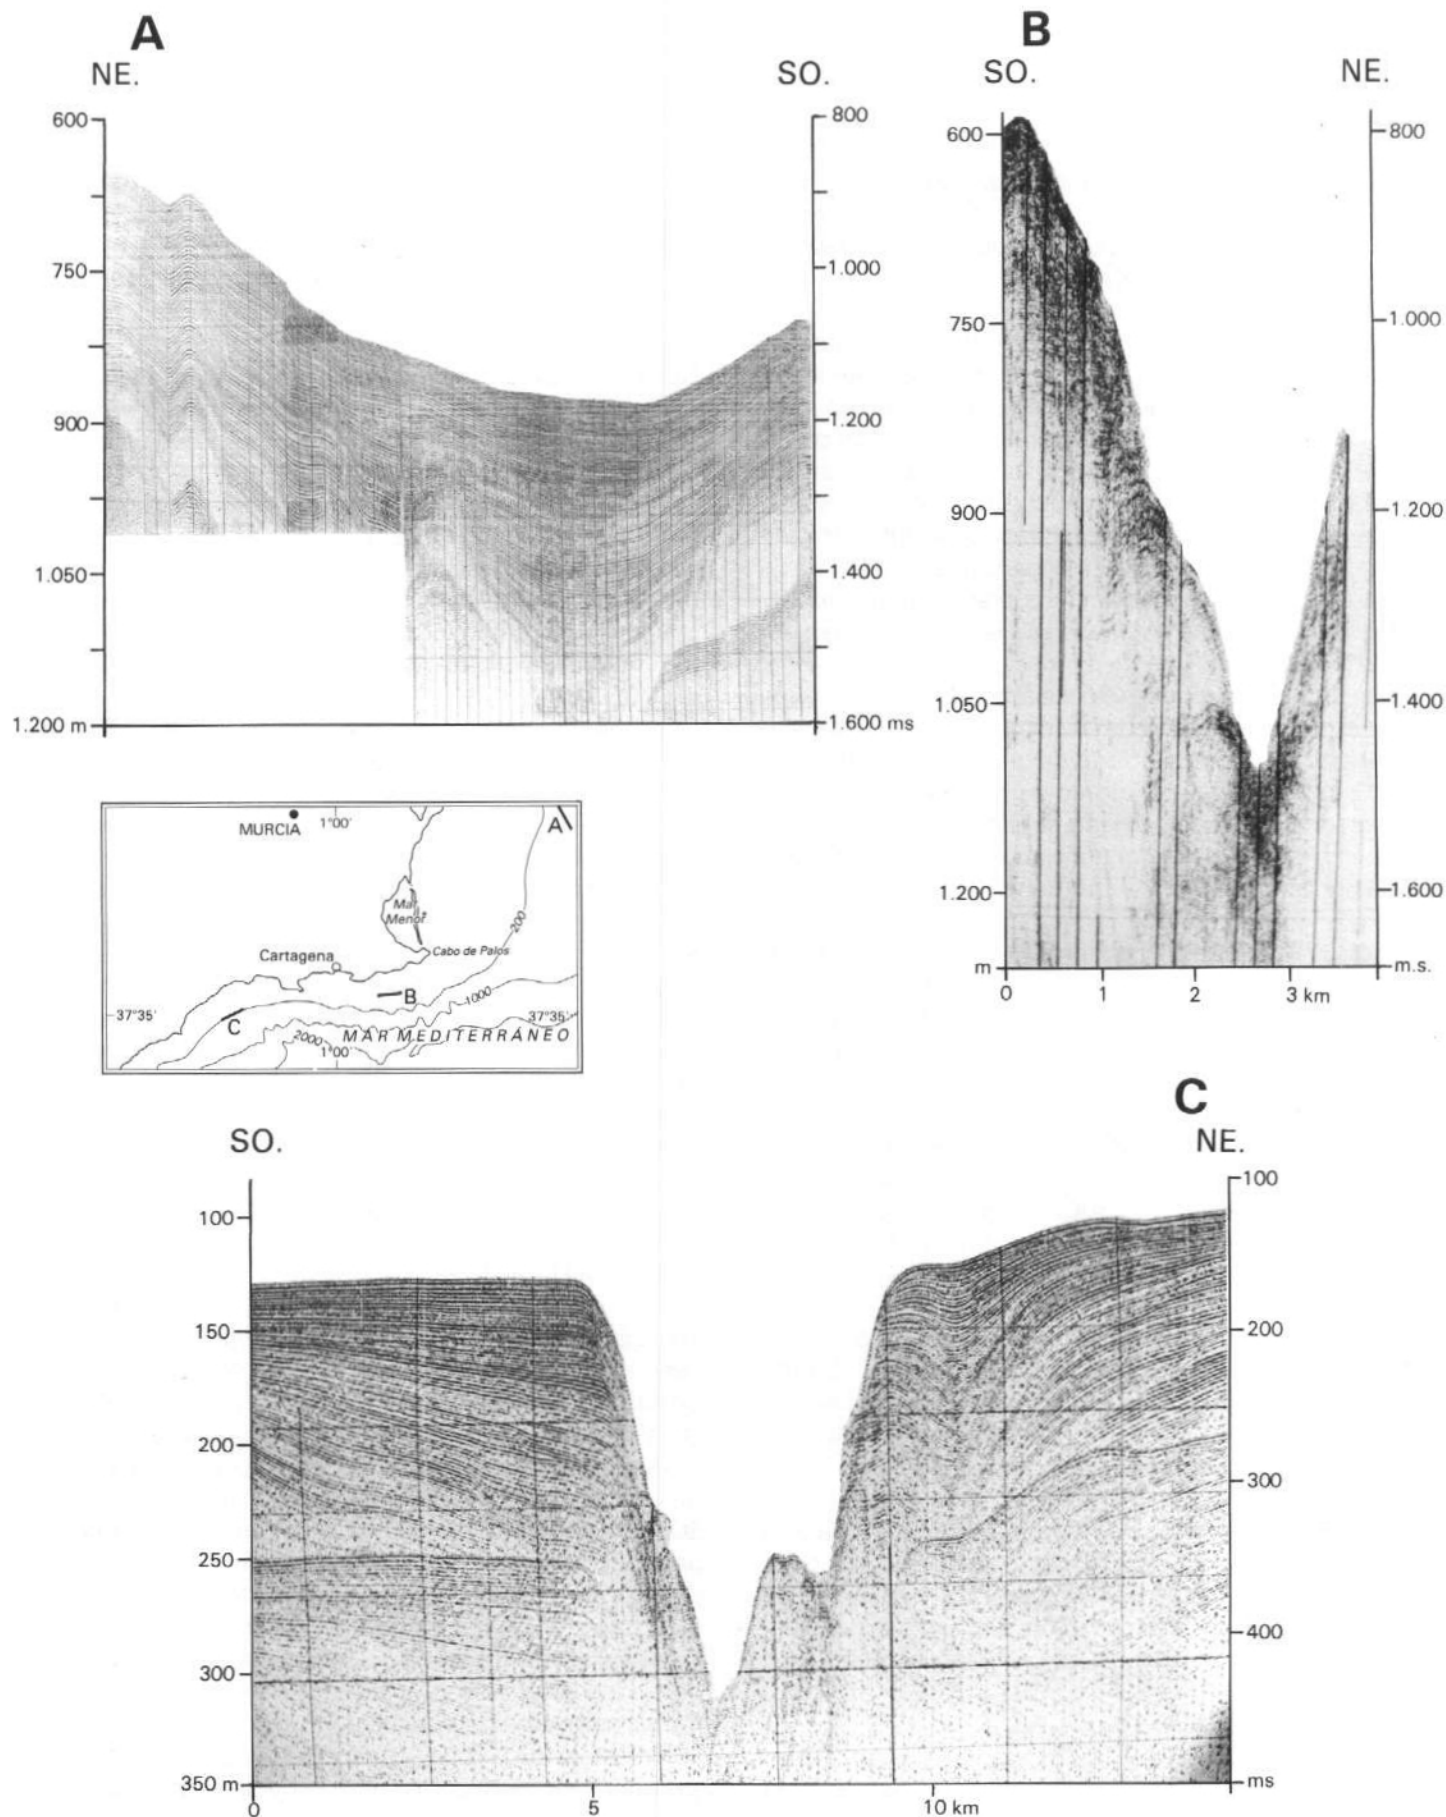 A
NE. SO.
600 800
750 1.000
900 1.200
1.050 1.400
1.200 m 1.600 ms
B
SO. NE.
600 800
750 1.000
900 1.200
1.050 1.400
1.200 1.600
m m.s.
0 1 2 3 km
MURCIA 1°00' A
Mar
Menor
200
Cartagena Cabo de Palos
B 1000
37°35' C 37°35'
2000 MAR MEDITERRÁNEO
1°00'
C
SO. NE.
100 100
150 200
200 300
250 400
300
350 m ms
0 5 10 km